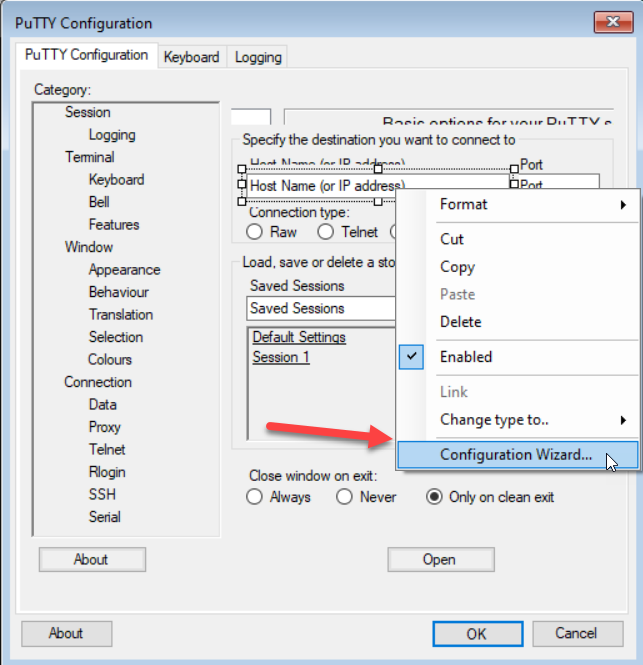 PuTTY Configuration
PuTTY Configuration Keyboard Logging
Category:
Session
Logging
Terminal
Keyboard
Bell
Features
Window
Appearance
Behaviour
Translation
Selection
Colours
Connection
Data
Proxy
Telnet
Rlogin
SSH
Serial
About
Basic options for your PuTTY s
Specify the destination you want to connect to
Host Name (or IP address) Port
Host Name (or IP address) Port
Connection type:
Raw Telnet
Load, save or delete a sto
Saved Sessions
Saved Sessions
Default Settings
Session 1
Close window on exit:
Always Never Only on clean exit
Open
Format
Cut
Copy
Paste
Delete
Enabled
Link
Change type to..
Configuration Wizard...
About OK Cancel